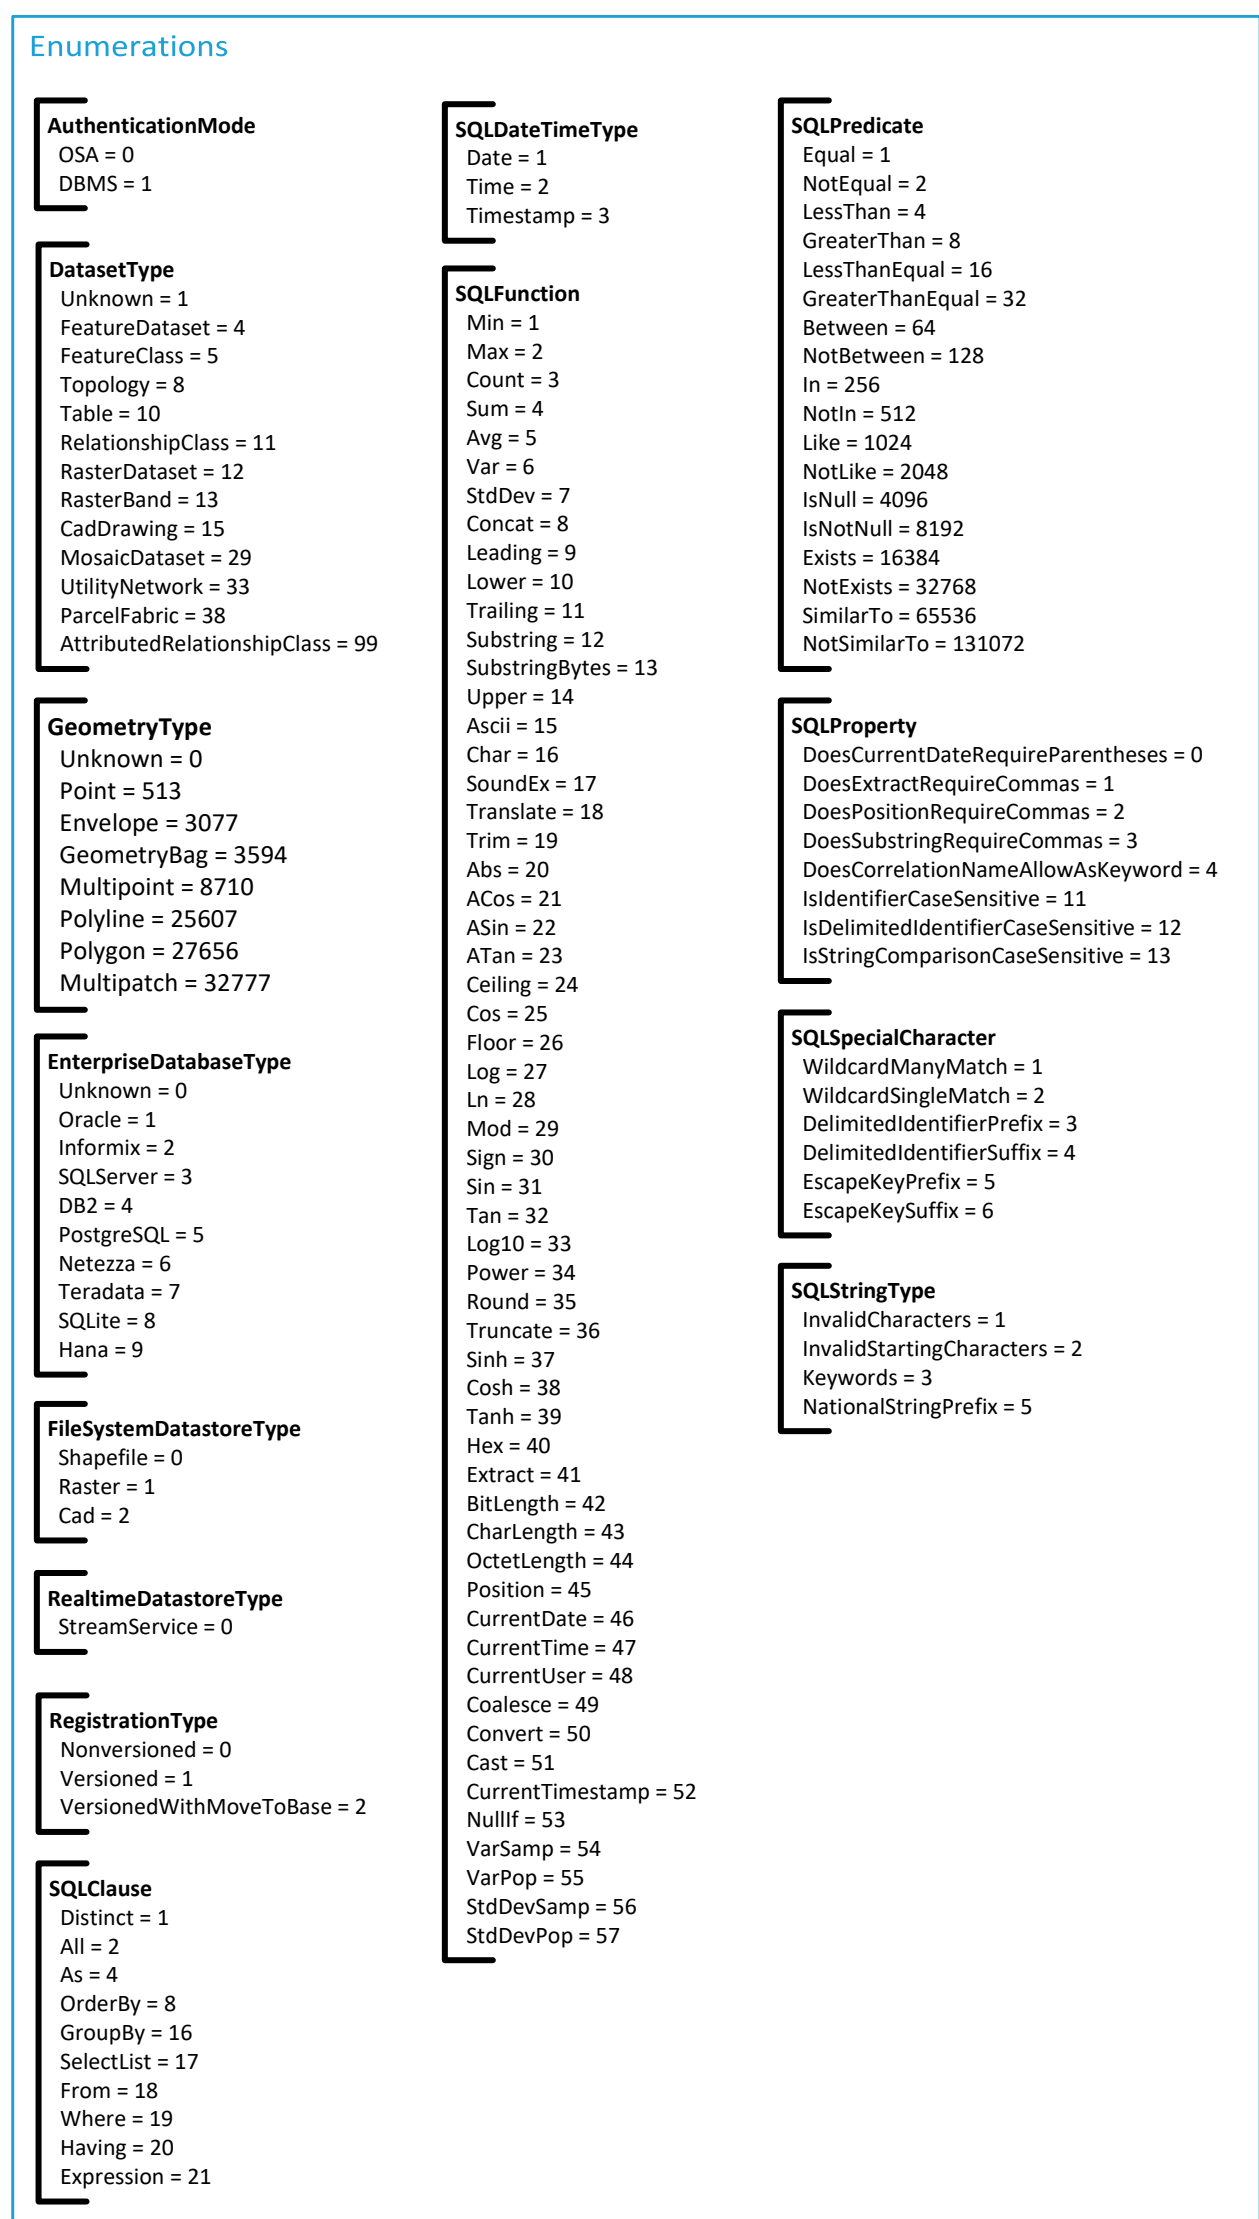 Enumerations
AuthenticationMode
OSA = 0
DBMS = 1
DatasetType
Unknown = 1
FeatureDataset = 4
FeatureClass = 5
Topology = 8
Table = 10
RelationshipClass = 11
RasterDataset = 12
RasterBand = 13
CadDrawing = 15
MosaicDataset = 29
UtilityNetwork = 33
ParcelFabric = 38
AttributedRelationshipClass = 99
GeometryType
Unknown = 0
Point = 513
Envelope = 3077
GeometryBag = 3594
Multipoint = 8710
Polyline = 25607
Polygon = 27656
Multipatch = 32777
EnterpriseDatabaseType
Unknown = 0
Oracle = 1
Informix = 2
SQLServer = 3
DB2 = 4
PostgreSQL = 5
Netezza = 6
Teradata = 7
SQLite = 8
Hana = 9
FileSystemDatastoreType
Shapefile = 0
Raster = 1
Cad = 2
RealtimeDatastoreType
StreamService = 0
RegistrationType
Nonversioned = 0
Versioned = 1
VersionedWithMoveToBase = 2
SQLClause
Distinct = 1
All = 2
As = 4
OrderBy = 8
GroupBy = 16
SelectList = 17
From = 18
Where = 19
Having = 20
Expression = 21
SQLDateTimeType
Date = 1
Time = 2
Timestamp = 3
SQLFunction
Min = 1
Max = 2
Count = 3
Sum = 4
Avg = 5
Var = 6
StdDev = 7
Concat = 8
Leading = 9
Lower = 10
Trailing = 11
Substring = 12
SubstringBytes = 13
Upper = 14
Ascii = 15
Char = 16
SoundEx = 17
Translate = 18
Trim = 19
Abs = 20
ACos = 21
ASin = 22
ATan = 23
Ceiling = 24
Cos = 25
Floor = 26
Log = 27
Ln = 28
Mod = 29
Sign = 30
Sin = 31
Tan = 32
Log10 = 33
Power = 34
Round = 35
Truncate = 36
Sinh = 37
Cosh = 38
Tanh = 39
Hex = 40
Extract = 41
BitLength = 42
CharLength = 43
OctetLength = 44
Position = 45
CurrentDate = 46
CurrentTime = 47
CurrentUser = 48
Coalesce = 49
Convert = 50
Cast = 51
CurrentTimestamp = 52
NullIf = 53
VarSamp = 54
VarPop = 55
StdDevSamp = 56
StdDevPop = 57
SQLPredicate
Equal = 1
NotEqual = 2
LessThan = 4
GreaterThan = 8
LessThanEqual = 16
GreaterThanEqual = 32
Between = 64
NotBetween = 128
In = 256
NotIn = 512
Like = 1024
NotLike = 2048
IsNull = 4096
IsNotNull = 8192
Exists = 16384
NotExists = 32768
SimilarTo = 65536
NotSimilarTo = 131072
SQLProperty
DoesCurrentDateRequireParentheses = 0
DoesExtractRequireCommas = 1
DoesPositionRequireCommas = 2
DoesSubstringRequireCommas = 3
DoesCorrelationNameAllowAsKeyword = 4
IsIdentifierCaseSensitive = 11
IsDelimitedIdentifierCaseSensitive = 12
IsStringComparisonCaseSensitive = 13
SQLSpecialCharacter
WildcardManyMatch = 1
WildcardSingleMatch = 2
DelimitedIdentifierPrefix = 3
DelimitedIdentifierSuffix = 4
EscapeKeyPrefix = 5
EscapeKeySuffix = 6
SQLStringType
InvalidCharacters = 1
InvalidStartingCharacters = 2
Keywords = 3
NationalStringPrefix = 5